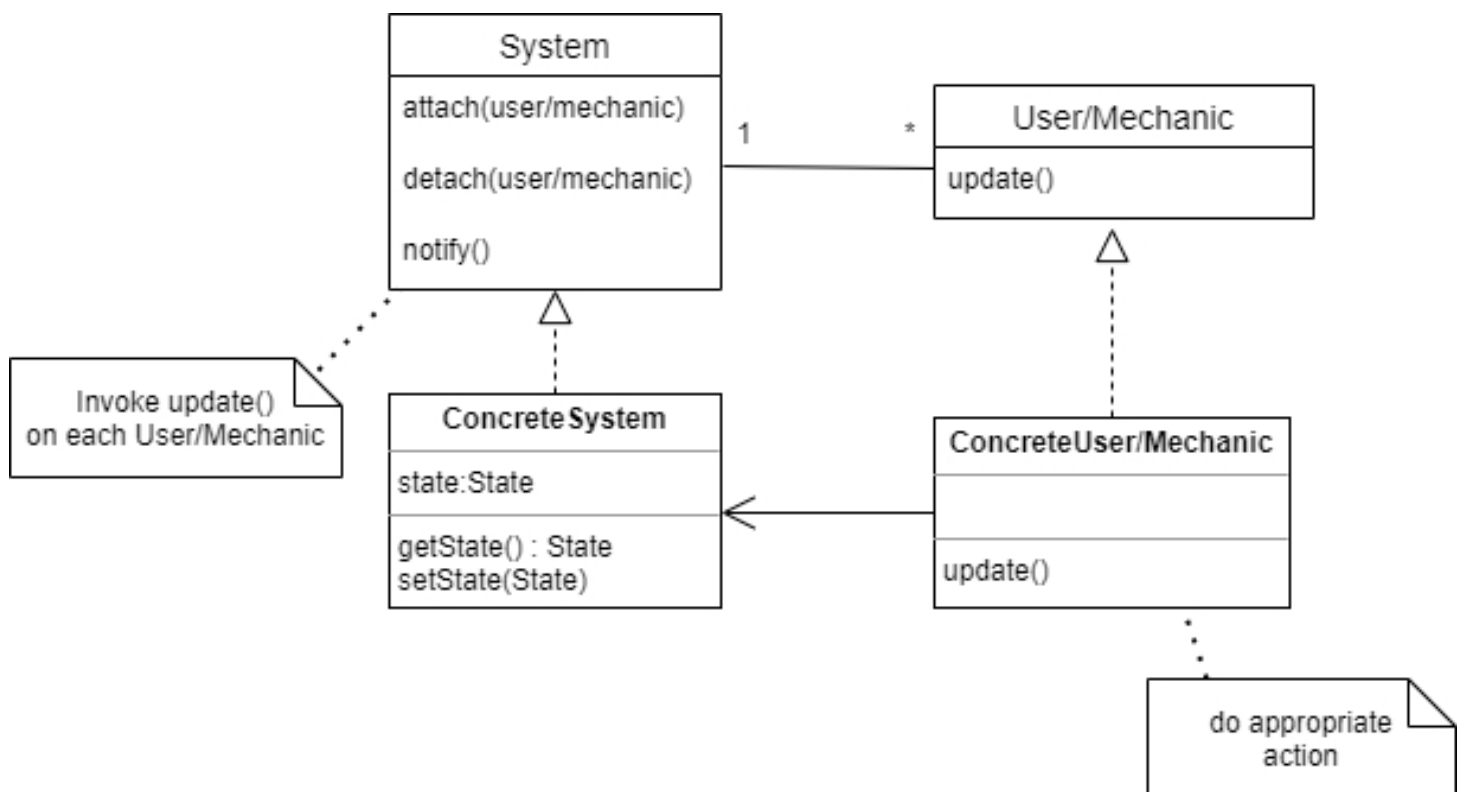 System
attach(user/mechanic)
detach(user/mechanic)
notify()
1
*
User/Mechanic
update()
Invoke update()
on each User/Mechanic
ConcreteSystem
state:State
getState() : State
setState(State)
ConcreteUser/Mechanic
update()
do appropriate
action